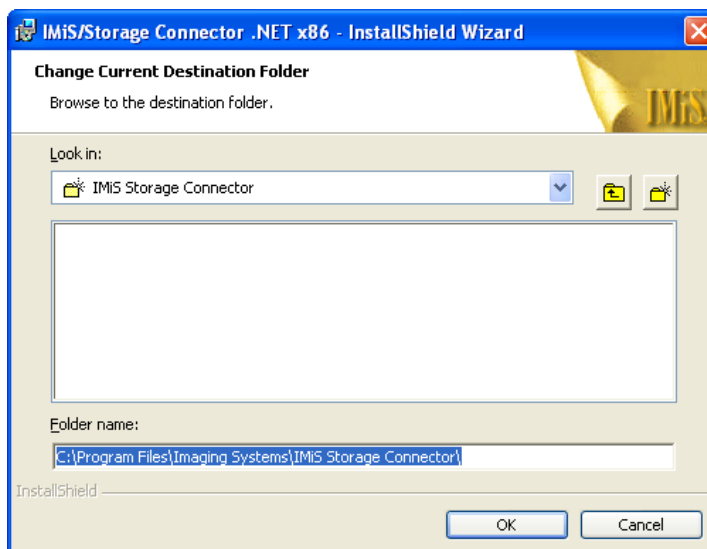 IMiS/Storage Connector .NET x86 - InstallShield Wizard
Change Current Destination Folder
Browse to the destination folder.
IMiS
Look in:
IMiS Storage Connector
Folder name:
C:\Program Files\Imaging Systems\IMiS Storage Connector\
InstallShield
OK
Cancel